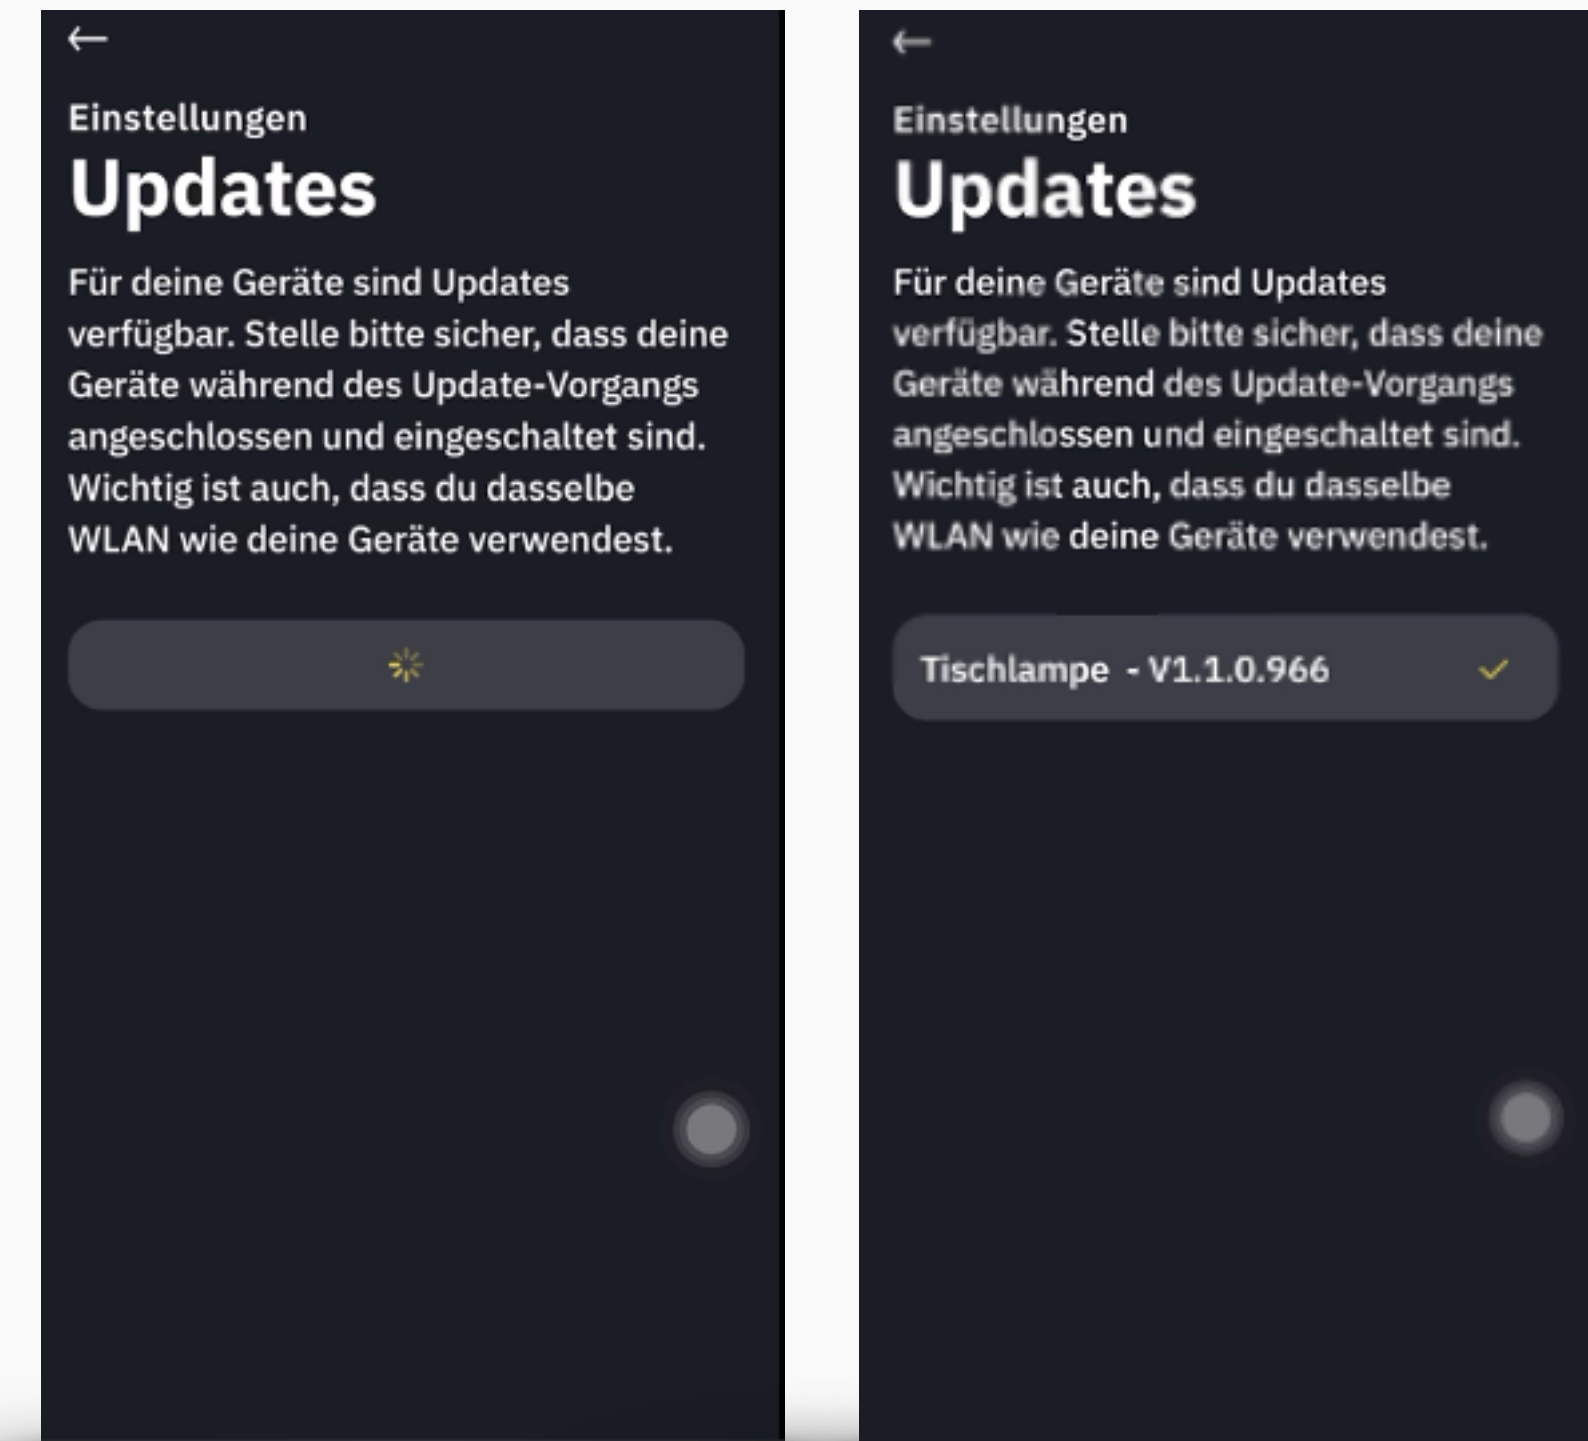 Einstellungen
Updates
Für deine Geräte sind Updates
verfügbar. Stelle bitte sicher, dass deine
Geräte während des Update-Vorgangs
angeschlossen und eingeschaltet sind.
Wichtig ist auch, dass du dasselbe
WLAN wie deine Geräte verwendest.
Einstellungen
Updates
Für deine Geräte sind Updates
verfügbar. Stelle bitte sicher, dass deine
Geräte während des Update-Vorgangs
angeschlossen und eingeschaltet sind.
Wichtig ist auch, dass du dasselbe
WLAN wie deine Geräte verwendest.
Tischlampe - V1.1.0.966